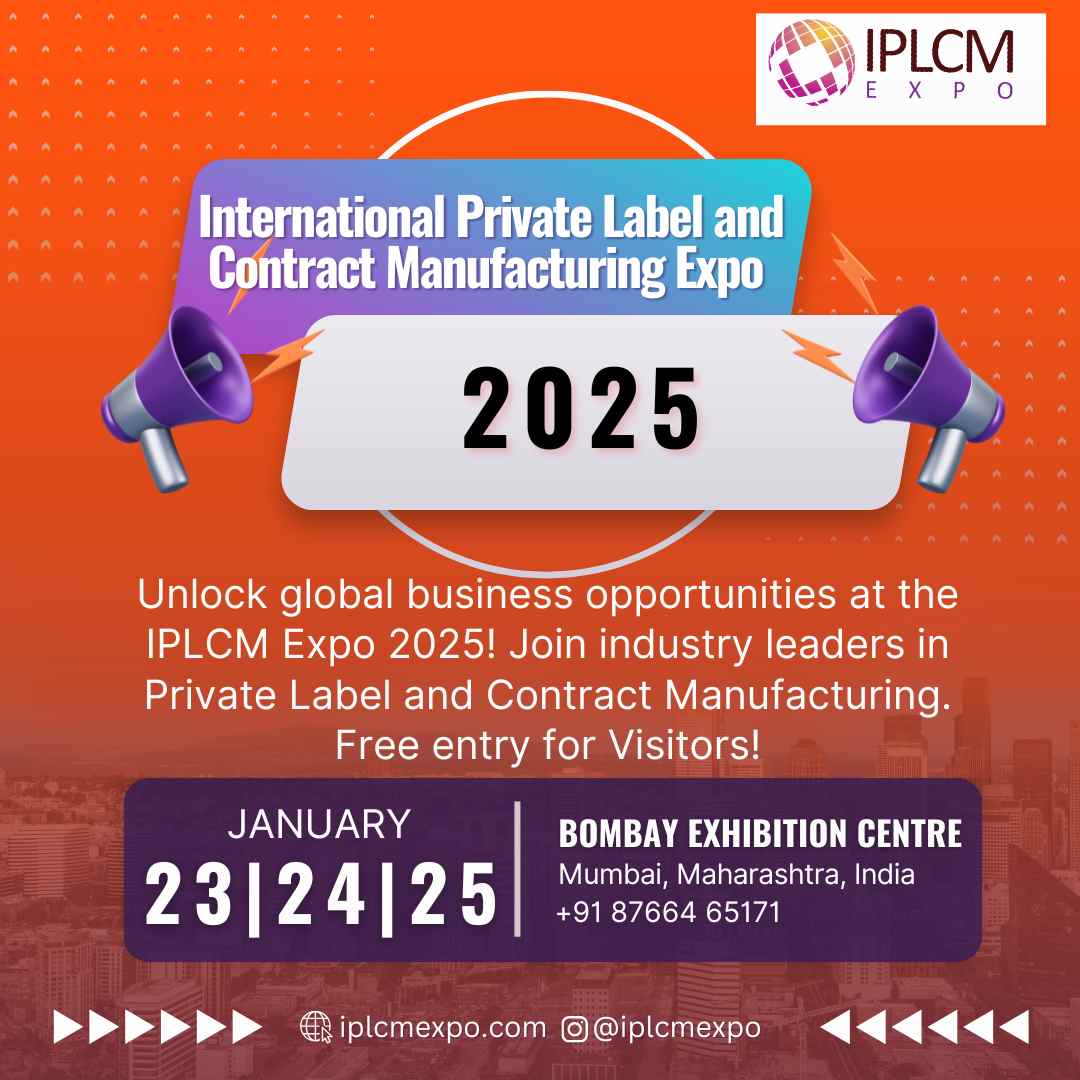 IPLCM
EXPO
International Private Label and
Contract Manufacturing Expo
2025
Unlock global business opportunities at the
IPLCM Expo 2025! Join industry leaders in
Private Label and Contract Manufacturing.
Free entry for Visitors!
JANUARY
23|24|25
BOMBAY EXHIBITION CENTRE
Mumbai, Maharashtra, India
+91 87664 65171
iplcmexpo.com @iplcmexpo